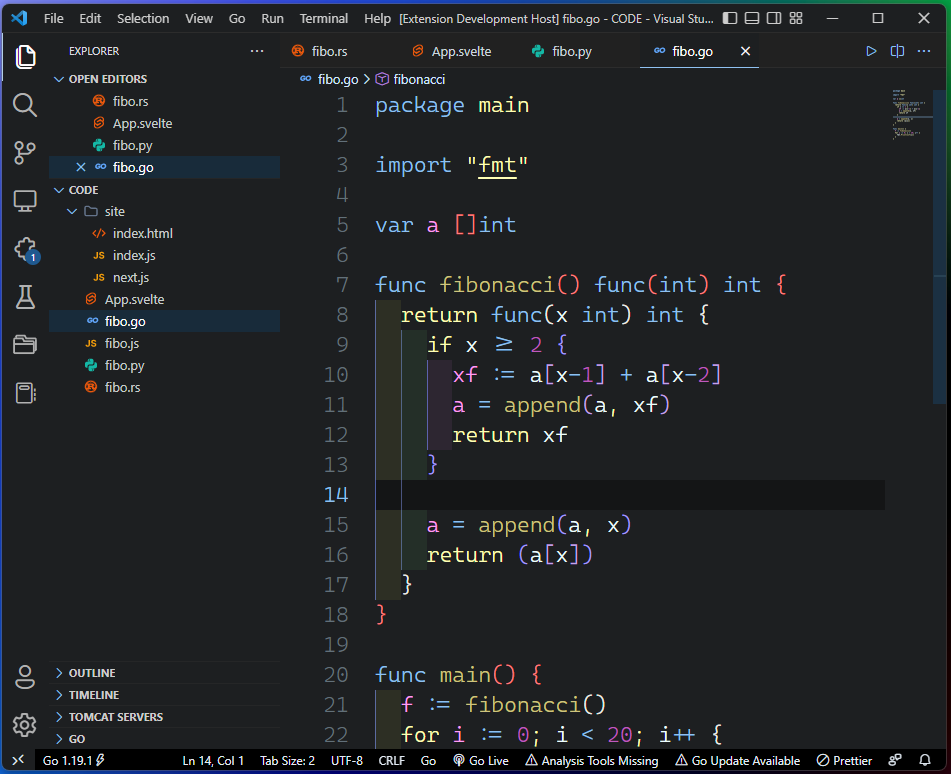 File Edit Selection View Go Run Terminal Help [Extension Development Host] fibo.go - CODE - Visual Stu...
EXPLORER
OPEN EDITORS
fibo.rs
App.svelte
fibo.py
fibo.go
CODE
site
index.html
JS index.js
JS next.js
App.svelte
fibo.go
JS fibo.js
fibo.py
fibo.rs
1
OUTLINE
TIMELINE
TOMCAT SERVERS
GO
fibo.rs App.svelte fibo.py fibo.go
fibo.go > fibonacci
1 package main
2
3 import "fmt"
4
5 var a []int
6
7 func fibonacci() func(int) int {
8 return func(x int) int {
9 if x ≥ 2 {
10 xf := a[x-1] + a[x-2]
11 a = append(a, xf)
12 return xf
13 }
14
15 a = append(a, x)
16 return (a[x])
17 }
18 }
19
20 func main() {
21 f := fibonacci()
22 for i := 0; i < 20; i++ {
Go 1.19.1 Ln 14, Col 1 Tab Size: 2 UTF-8 CRLF Go Go Live Analysis Tools Missing Go Update Available Prettier